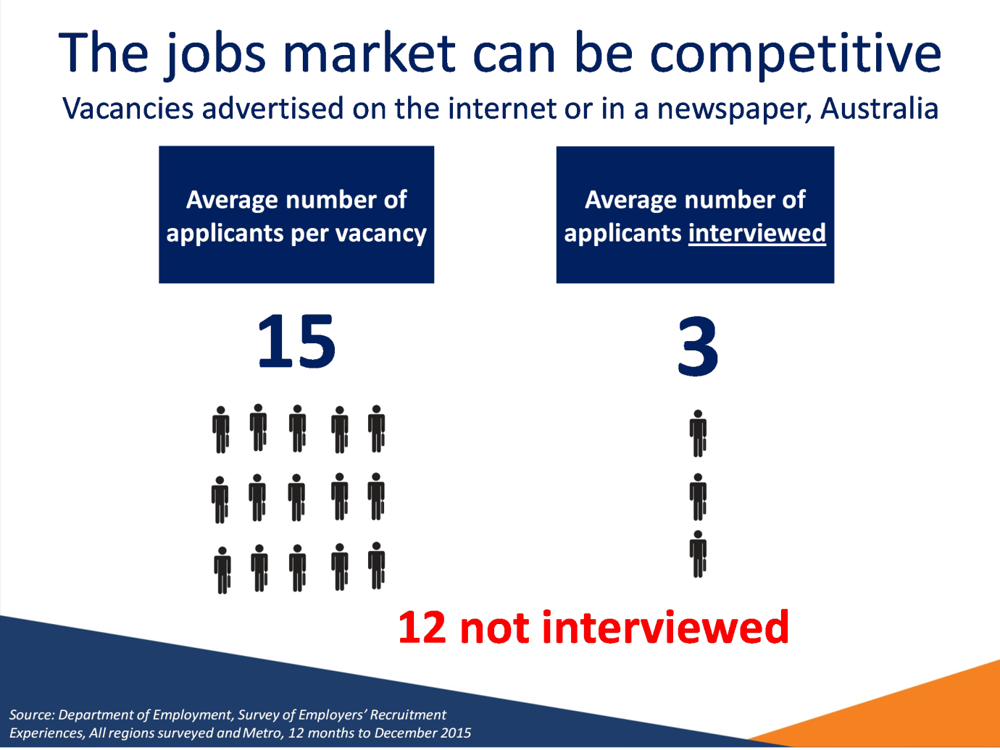 The jobs market can be competitive
Vacancies advertised on the internet or in a newspaper, Australia
Average number of
applicants per vacancy
15
Average number of
applicants interviewed
3
12 not interviewed
Source: Department of Employment, Survey of Employers’ Recruitment
Experiences, All regions surveyed and Metro, 12 months to December 2015